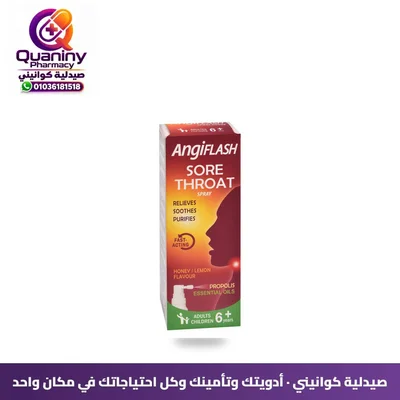 Quaniny
Pharmacy
صيدلية كوانيني
01036181518
AngiFLASH
SORE
THROAT
SPRAY
RELIEVES
SOOTHES
PURIFIES
FAST-
ACTING
HONEY / LEMON
FLAVOUR
PROPOLIS
ESSENTIAL OILS
ADULTS
CHILDREN 6+ years
صيدلية كوانيني · أدويتك وتأمينك وكل احتياجاتك في مكان واحد